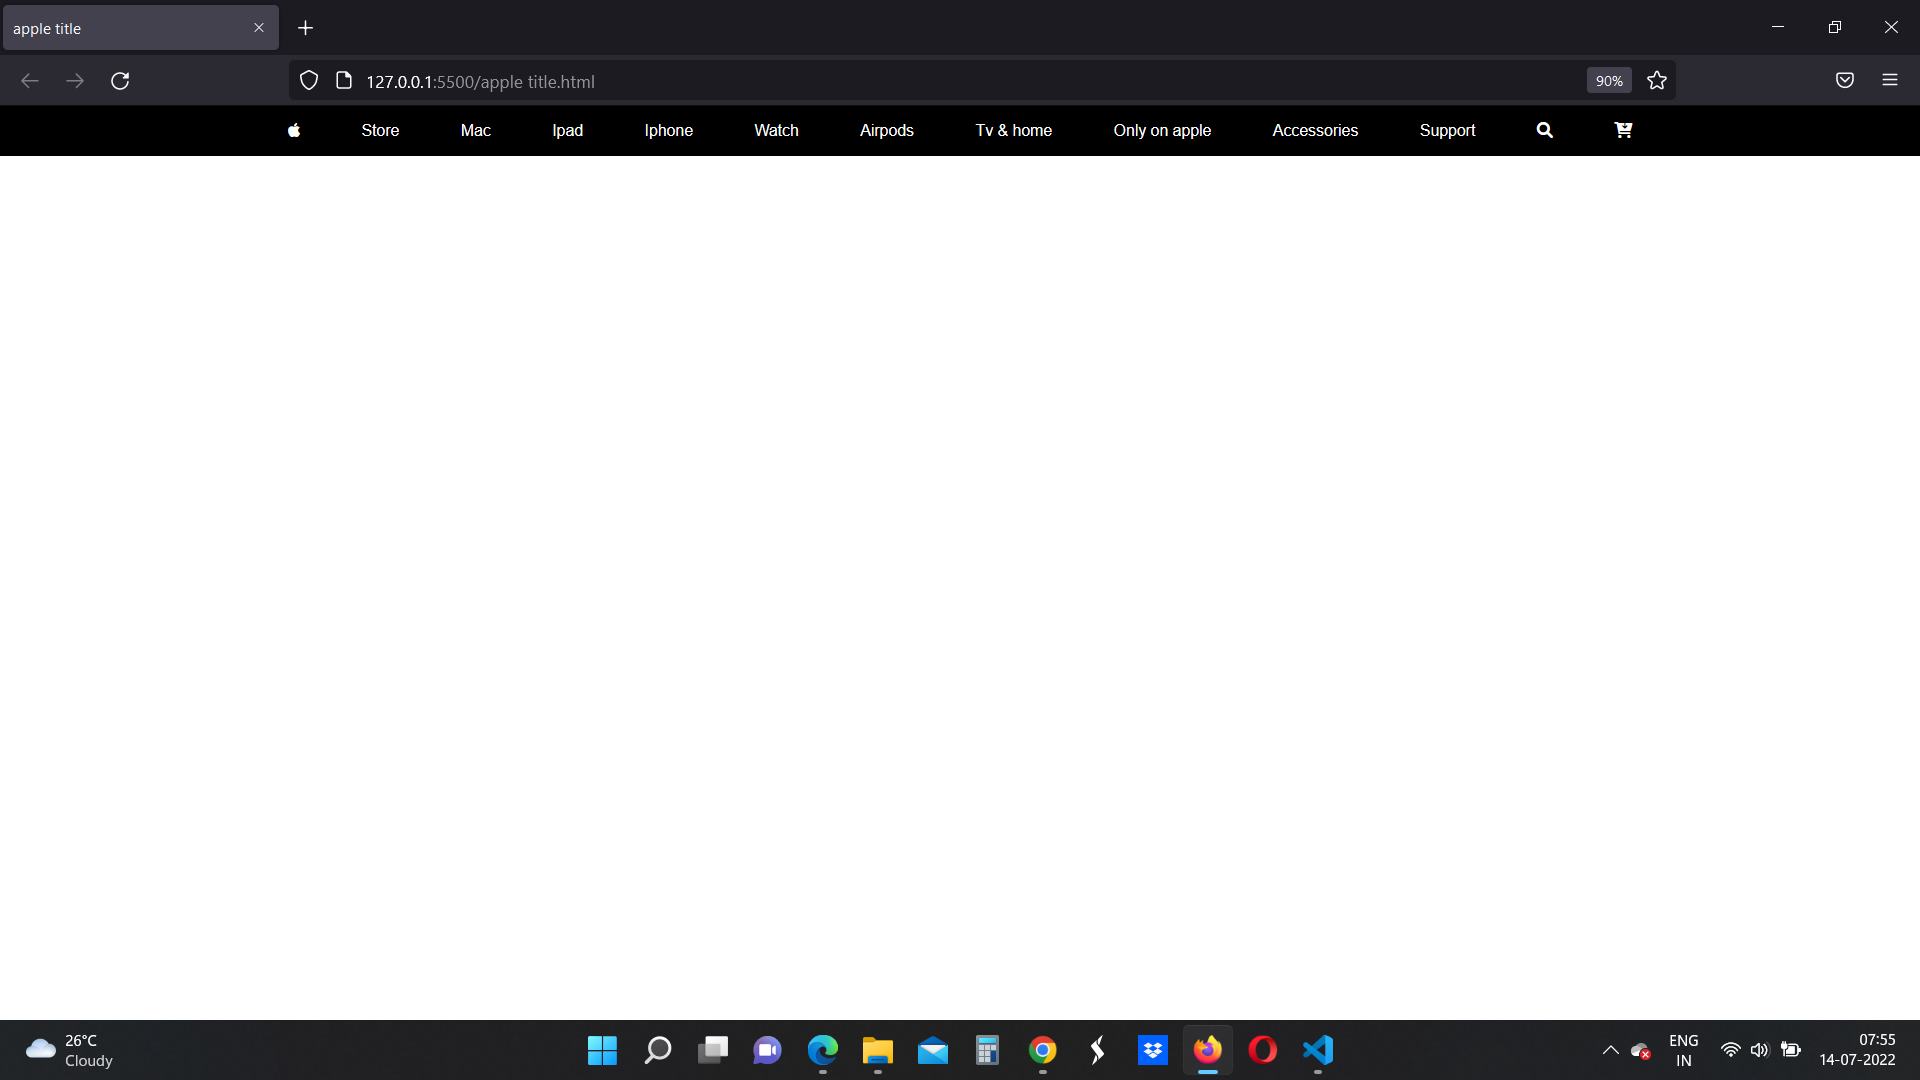 apple title
127.0.0.1:5500/apple title.html
90%
Store Mac Ipad Iphone Watch Airpods Tv & home Only on apple Accessories Support
26°C
Cloudy
ENG
IN
07:55
14-07-2022